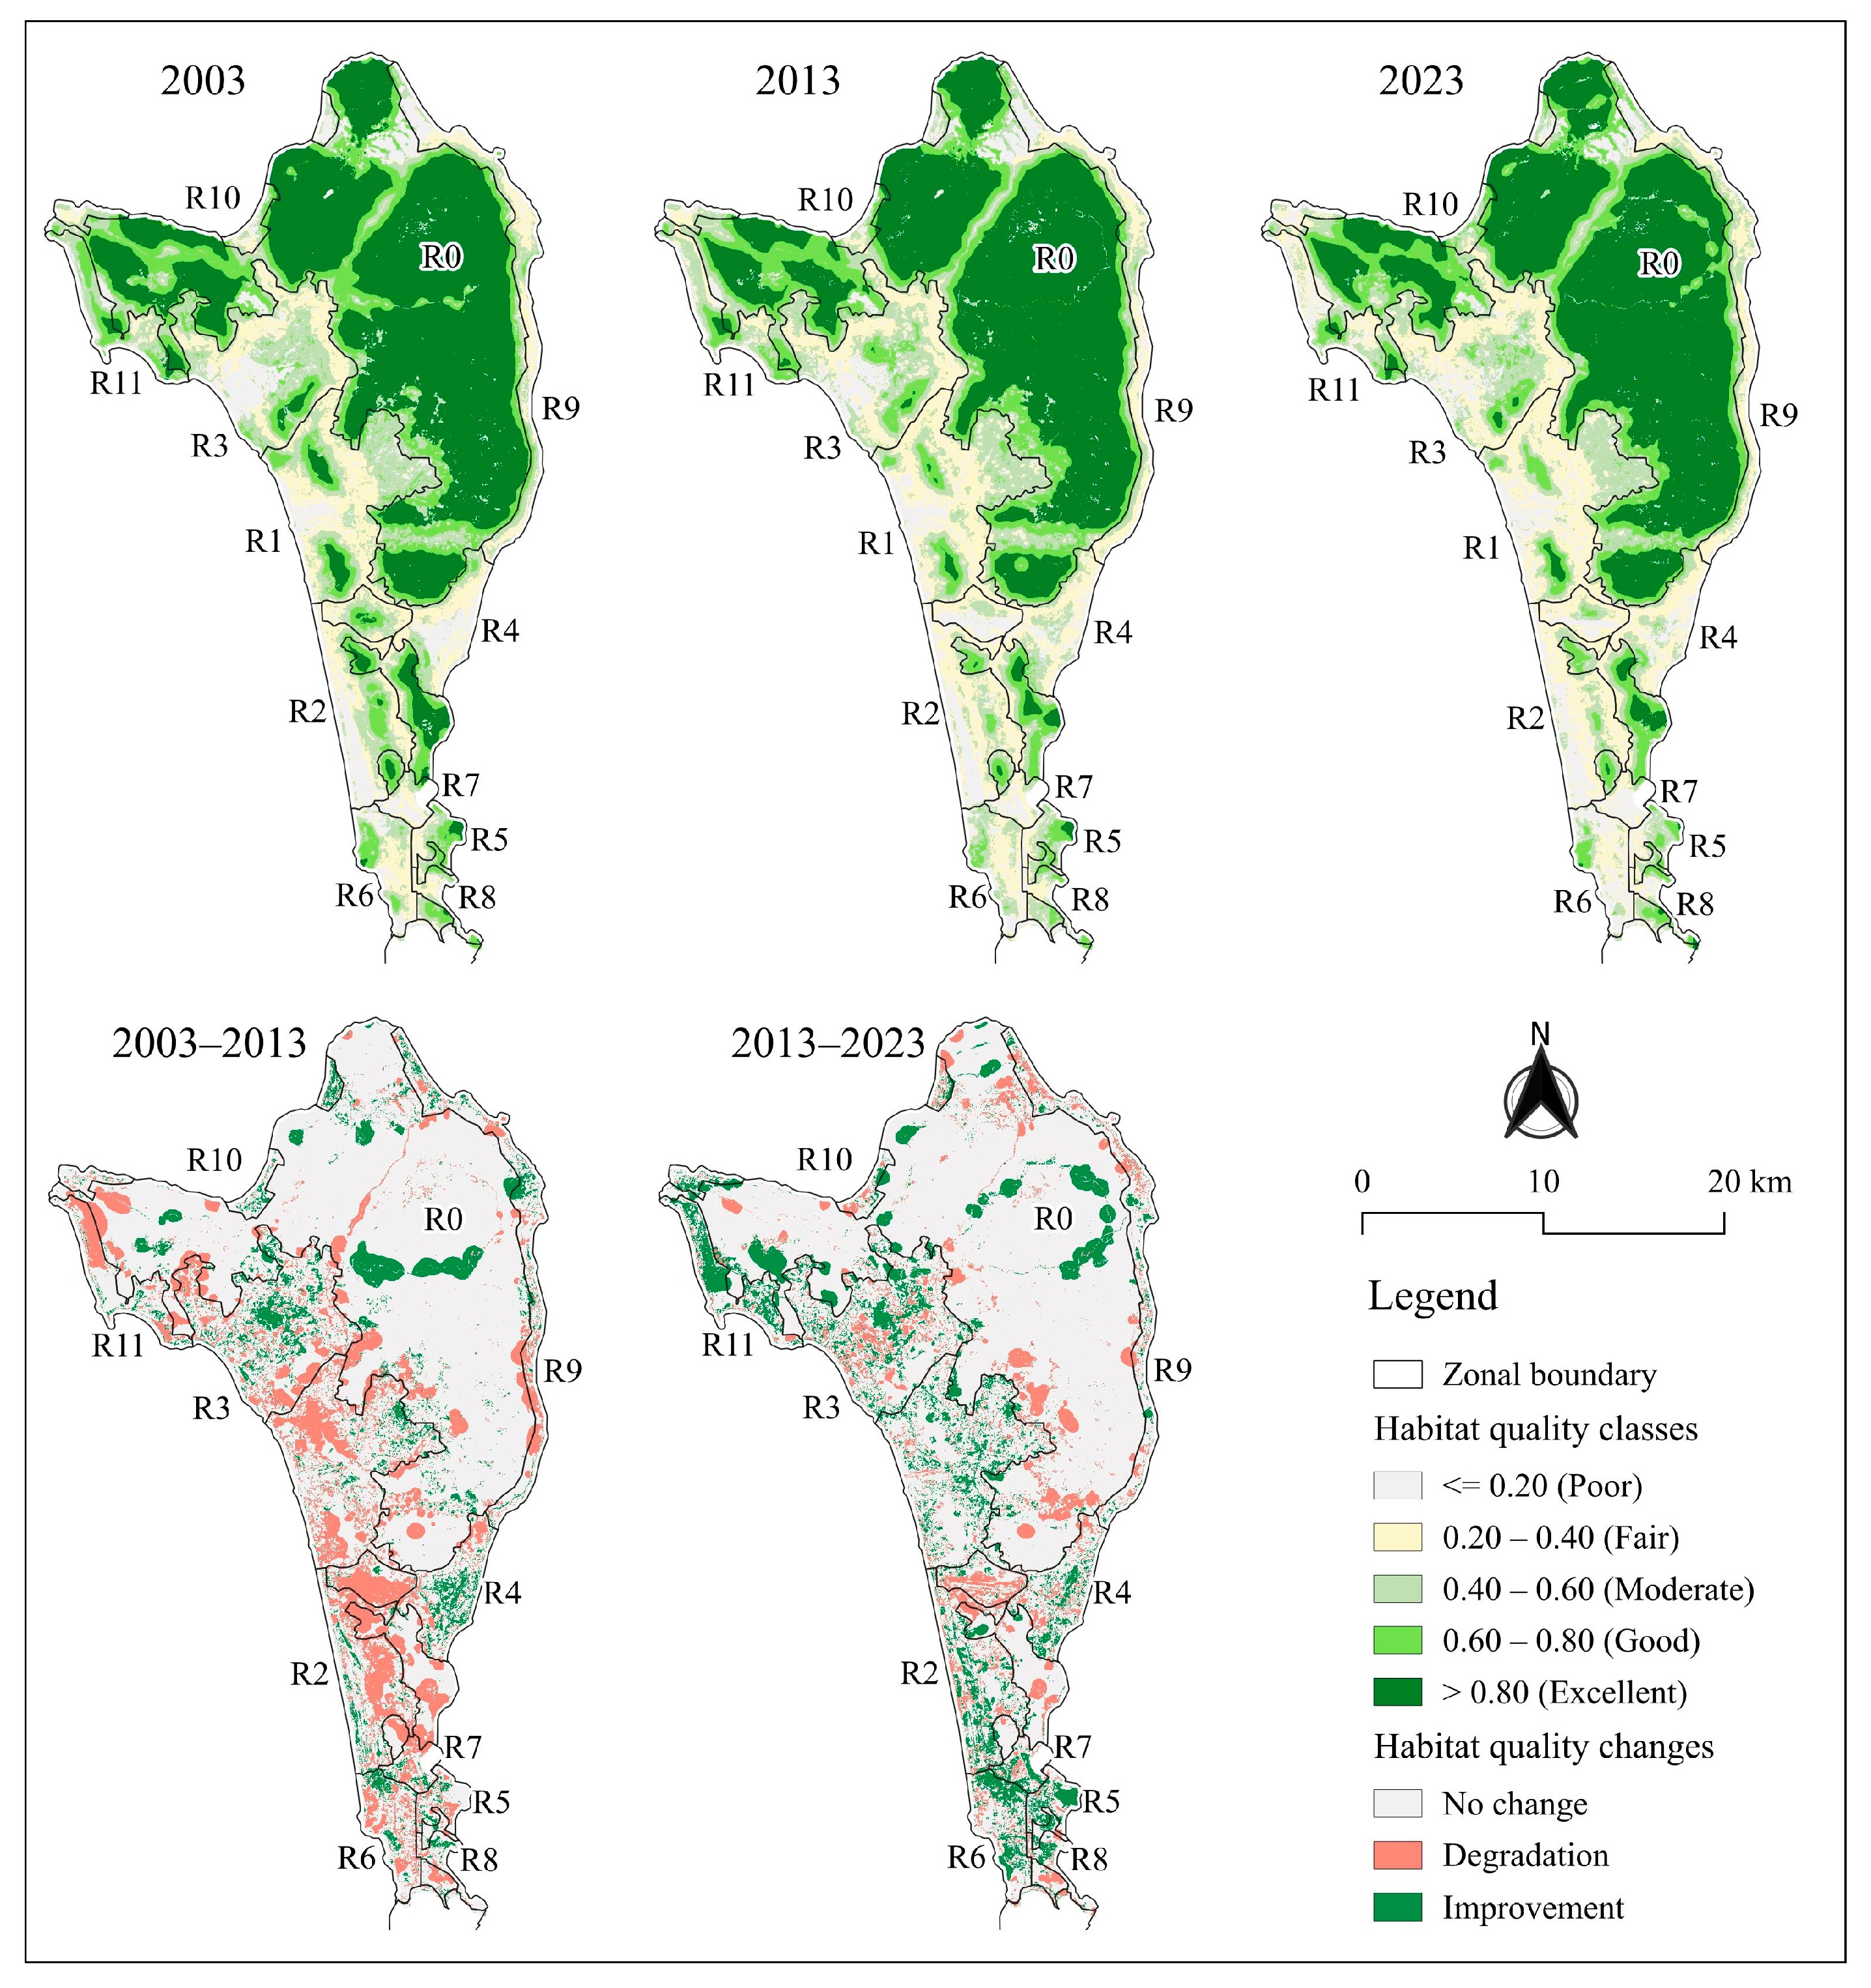 2003
2013
2023
R10
R0
R11
R3
R9
R1
R4
R2
R7
R5
R6
R8
R10
R0
R11
R3
R9
R1
R4
R2
R7
R5
R6
R8
R10
R0
R11
R3
R9
R1
R4
R2
R7
R5
R6
R8
2003–2013
2013–2023
R10
R0
R11
R3
R9
R4
R2
R7
R5
R6
R8
R10
R0
R11
R3
R9
R4
R2
R7
R5
R6
R8
N
0 10 20 km
Legend
Zonal boundary
Habitat quality classes
<= 0.20 (Poor)
0.20 – 0.40 (Fair)
0.40 – 0.60 (Moderate)
0.60 – 0.80 (Good)
> 0.80 (Excellent)
Habitat quality changes
No change
Degradation
Improvement